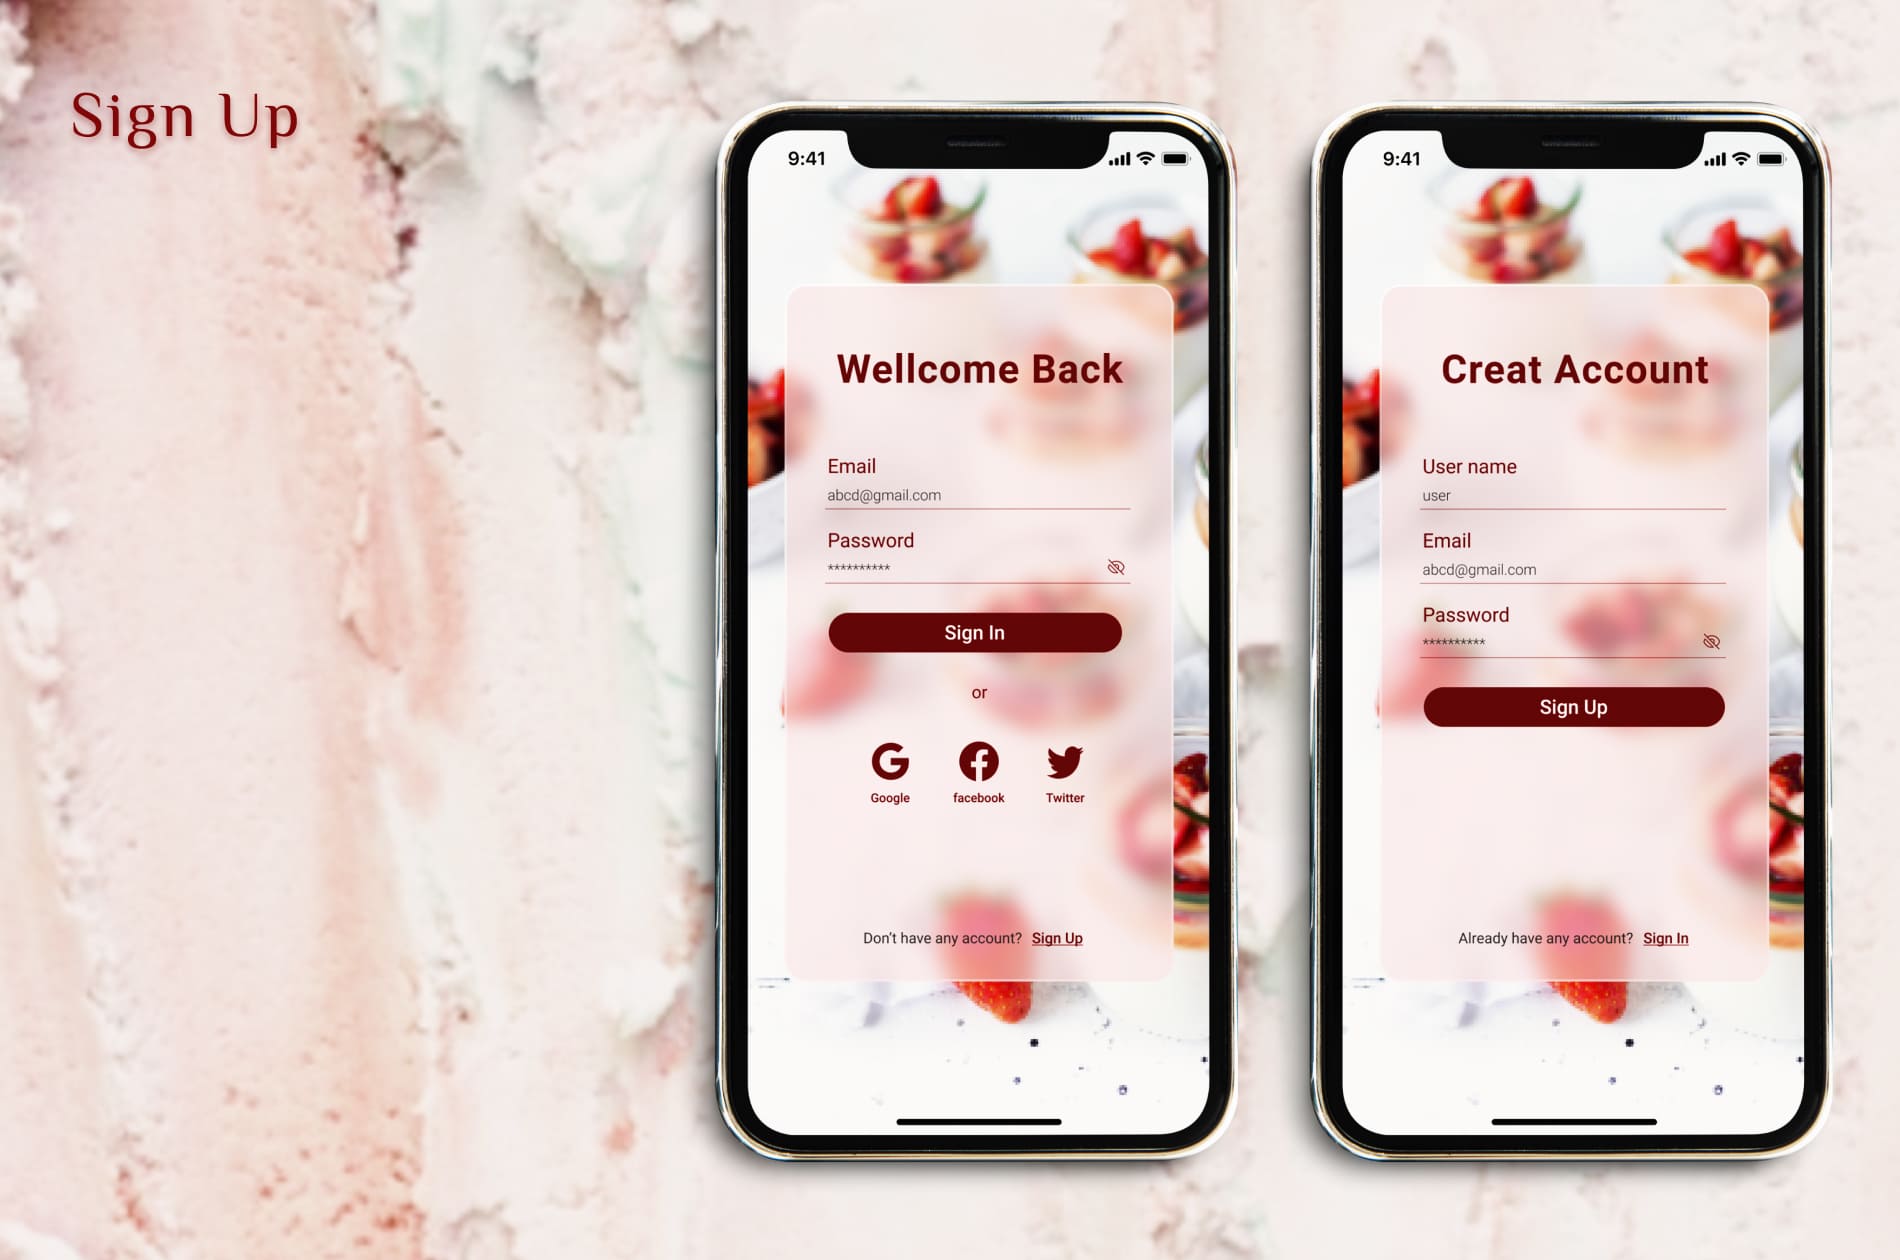 Sign Up
9:41
Wellcome Back
Email
abcd@gmail.com
Password
**********
Sign In
or
Google facebook Twitter
Don't have any account? Sign Up
9:41
Creat Account
User name
user
Email
abcd@gmail.com
Password
**********
Sign Up
Already have any account? Sign In